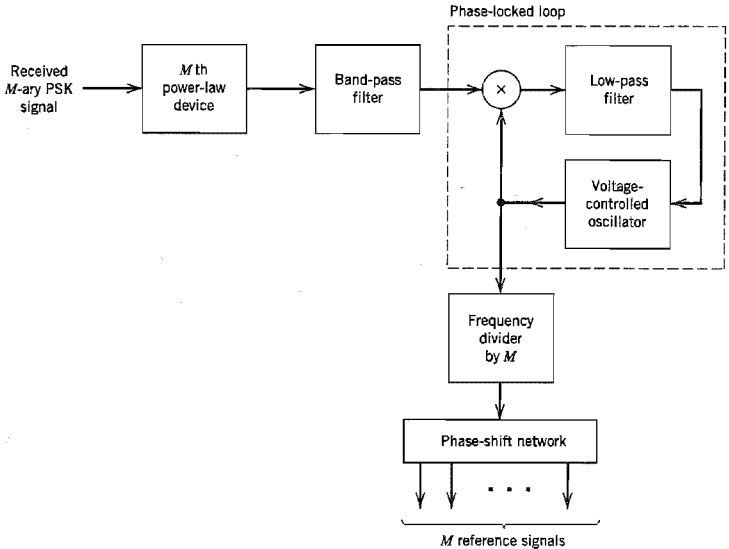 Phase-locked loop
Received
M-ary PSK
signal
M th
power-law
device
Band-pass
filter
×
Low-pass
filter
Voltage-
controlled
oscillator
Frequency
divider
by M
Phase-shift network
• • •
M reference signals